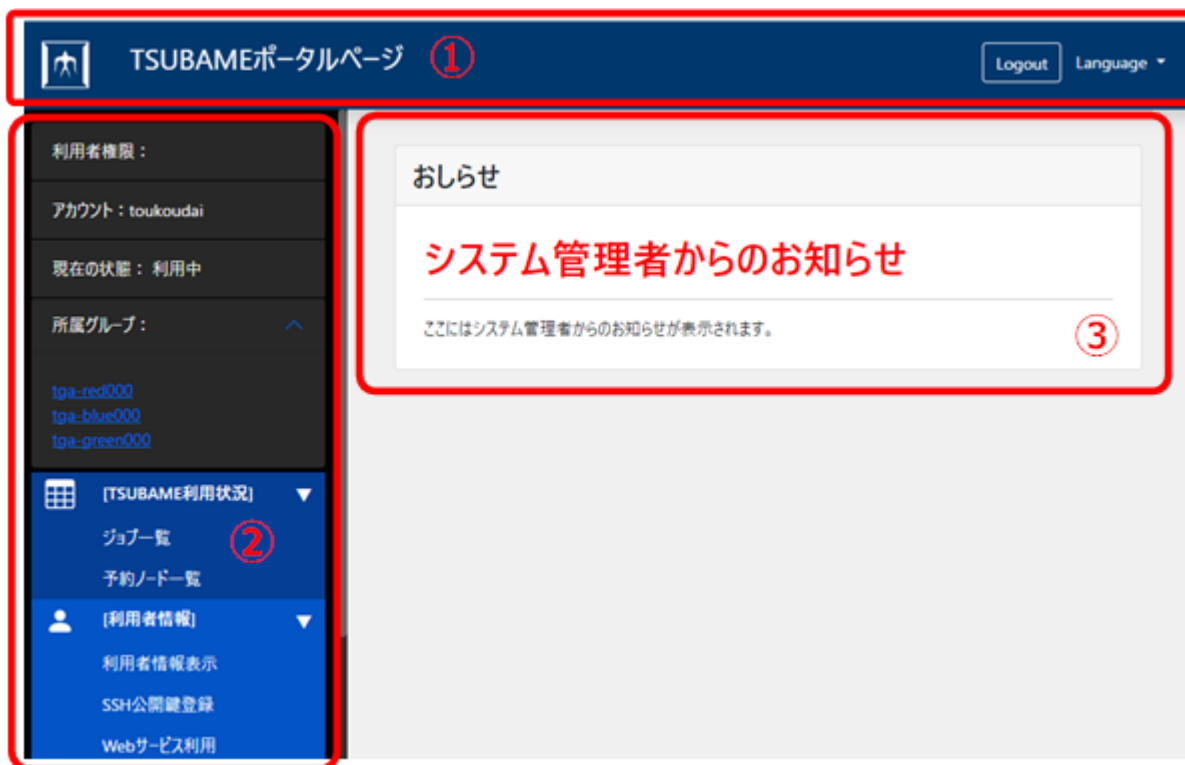 TSUBAMEポータルページ ① Logout Language
利用者権限：
アカウント：toukoudai
現在の状態： 利用中
所属グループ：
tga-red000
tga-blue000
tga-green000
[TSUBAME利用状況] ▼
ジョブ一覧
②
予約ノード一覧
[利用者情報] ▼
利用者情報表示
SSH公開鍵登録
Webサービス利用
おしらせ
システム管理者からのお知らせ
ここにはシステム管理者からのお知らせが表示されます。
③